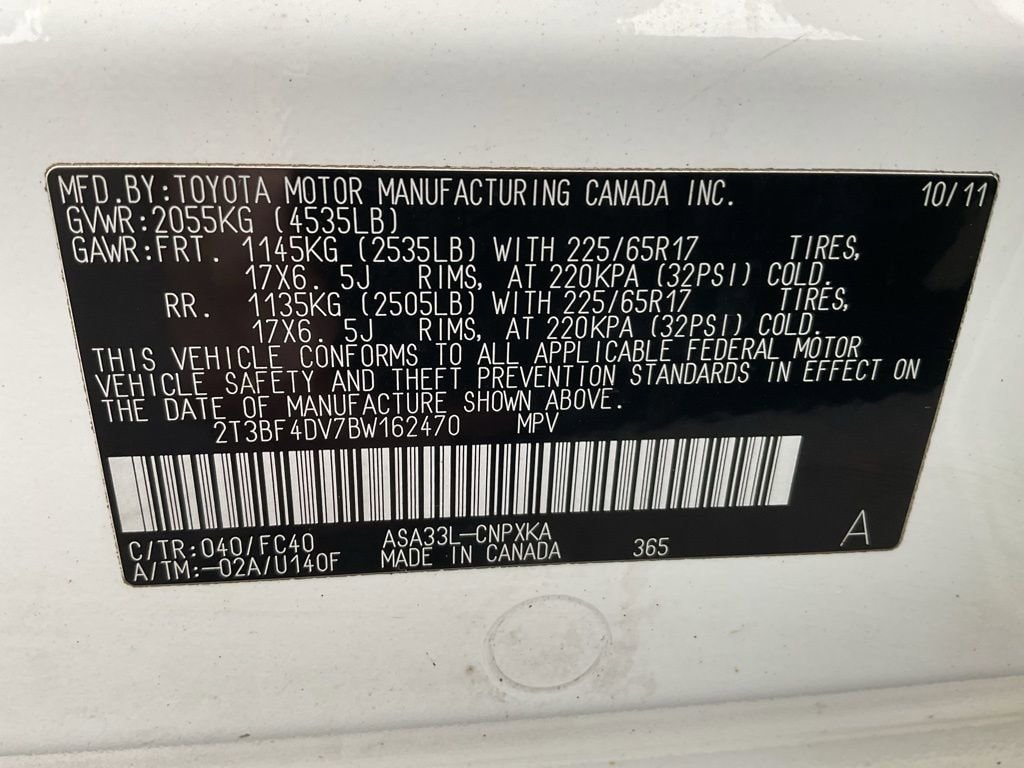 MFD.BY:TOYOTA MOTOR MANUFACTURING CANADA INC. 10/11
GVWR:2055KG (4535LB)
GAWR:FRT. 1145KG (2535LB) WITH 225/65R17 TIRES,
17X6. 5J RIMS, AT 220KPA (32PSI) COLD.
RR. 1135KG (2505LB) WITH 225/65R17 TIRES,
17X6. 5J RIMS, AT 220KPA (32PSI) COLD.
THIS VEHICLE CONFORMS TO ALL APPLICABLE FEDERAL MOTOR
VEHICLE SAFETY AND THEFT PREVENTION STANDARDS IN EFFECT ON
THE DATE OF MANUFACTURE SHOWN ABOVE.
2T3BF4DV7BW162470 MPV
C/TR:040/FC40 ASA33L-CNPXKA
A/TM:-02A/U140F MADE IN CANADA 365 A